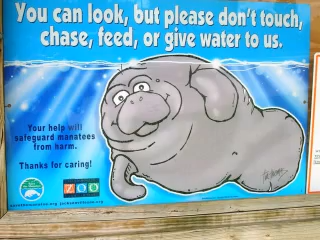 You can look, but please don't touch,
chase, feed, or give water to us.
Your help will
safeguard manatees
from harm.
Thanks for caring!
ZOO